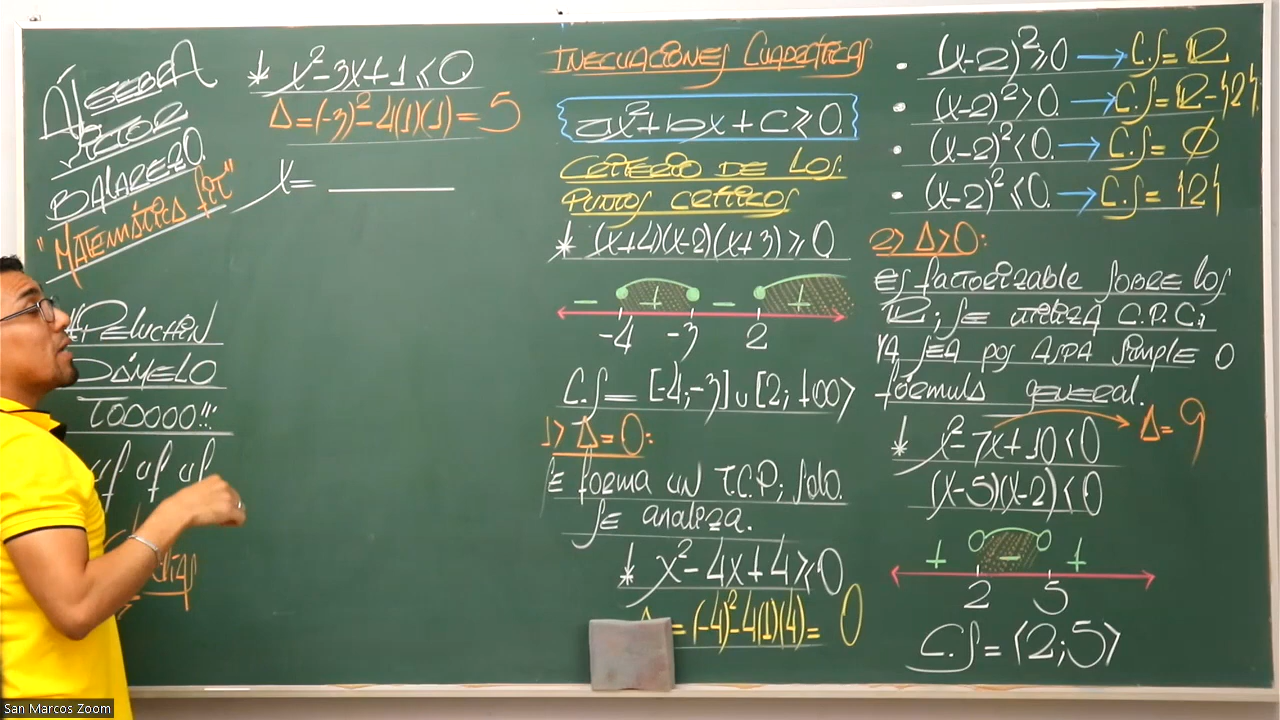 ÁLGEBRA
VÍCTOR
BALAREZO.
"MATEMÁTICA FIT"
"PELUCHIN
DÁMELO
TODOOO!!!
uf uf uf
* x²-3x+1≤0
Δ=(-3)²-4(1)(1)=5
x=
INECUACIONES CUADRÁTICAS
ax²+bx+c≥0.
CRITERIO DE LOS
PUNTOS CRÍTICOS
* (x+4)(x-2)(x+3)≥0
- + - +
-4 -3 2
C.S=[-4;-3]∪[2;+∞⟩
1> Δ=0:
SE FORMA UN T.C.P; SOLO
SE ANALIZA.
* x²-4x+4≥0
=(-4)²-4(1)(4)=0
• (x-2)²≥0 → C.S=ℝ
• (x-2)²>0. → C.S=ℝ-{2}
• (x-2)²<0. → C.S=∅
• (x-2)²≤0. → C.S={2}
2> Δ>0:
ES FACTORIZABLE SOBRE LOS
ℝ; SE UTILIZA C.P.C;
YA SEA POR ASPA SIMPLE O
FÓRMULA GENERAL.
* x²-7x+10<0 Δ=9
(x-5)(x-2)<0
+ - +
2 5
C.S=⟨2;5⟩
San Marcos Zoom